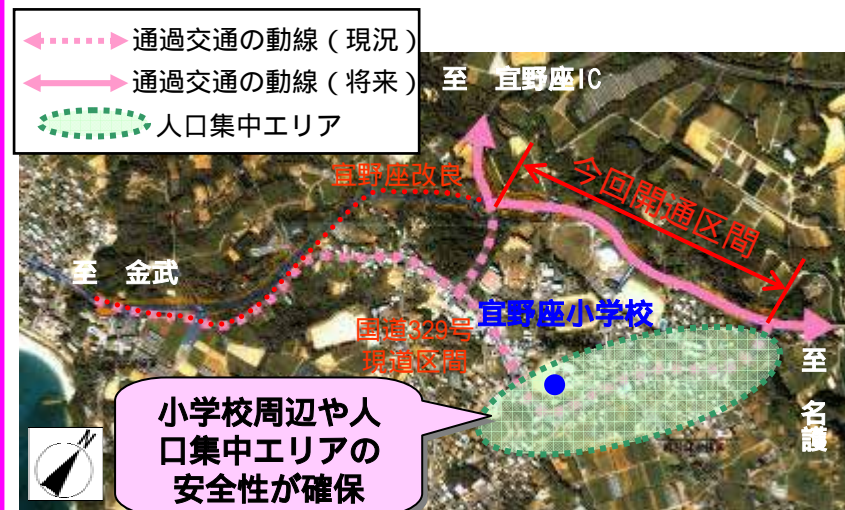 通過交通の動線(現況)
通過交通の動線(将来)
人口集中エリア
至 宜野座IC
宜野座改良
今回開通区間
至 金武
宜野座小学校
国道329号
現道区間
至 名護
小学校周辺や人
口集中エリアの
安全性が確保
N